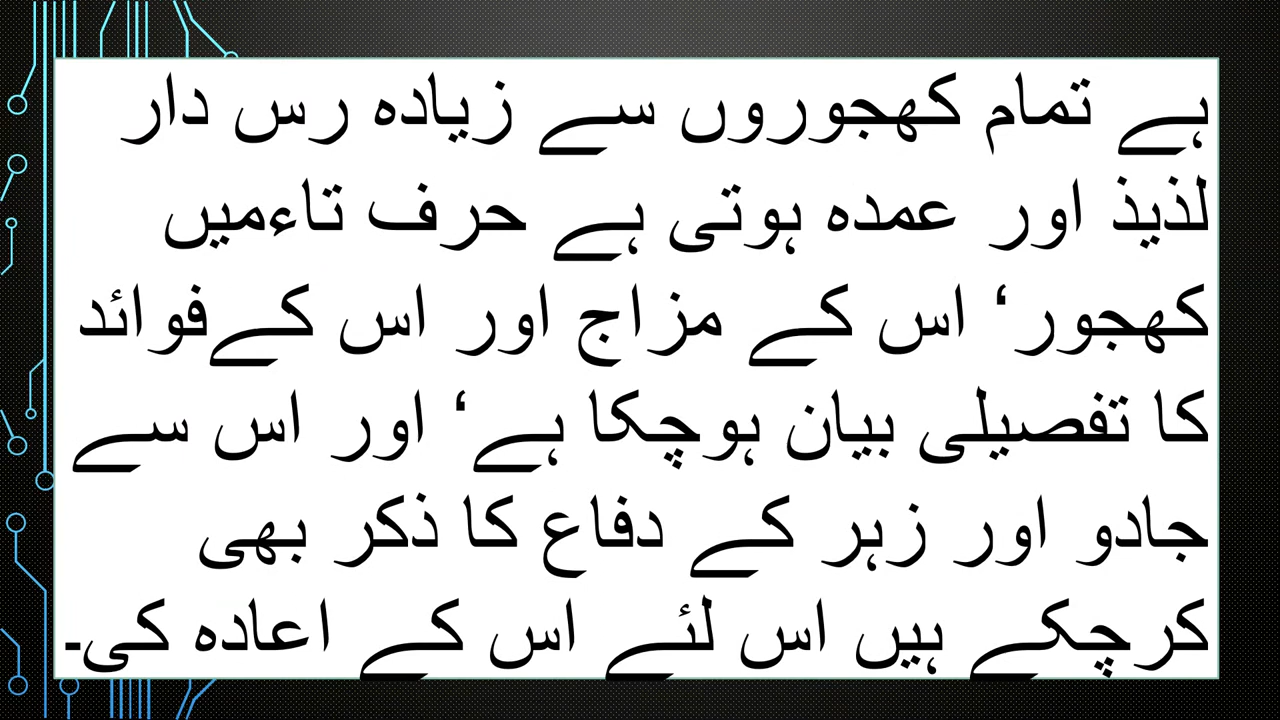 ہے تمام کھجوروں سے زیادہ رس دار
لذیذ اور عمدہ ہوتی ہے حرف تاءمیں
کھجور‘ اس کے مزاج اور اس کےفوائد
کا تفصیلی بیان ہوچکا ہے‘ اور اس سے
جادو اور زہر کے دفاع کا ذکر بھی
کرچکے ہیں اس لئے اس کے اعادہ کی۔